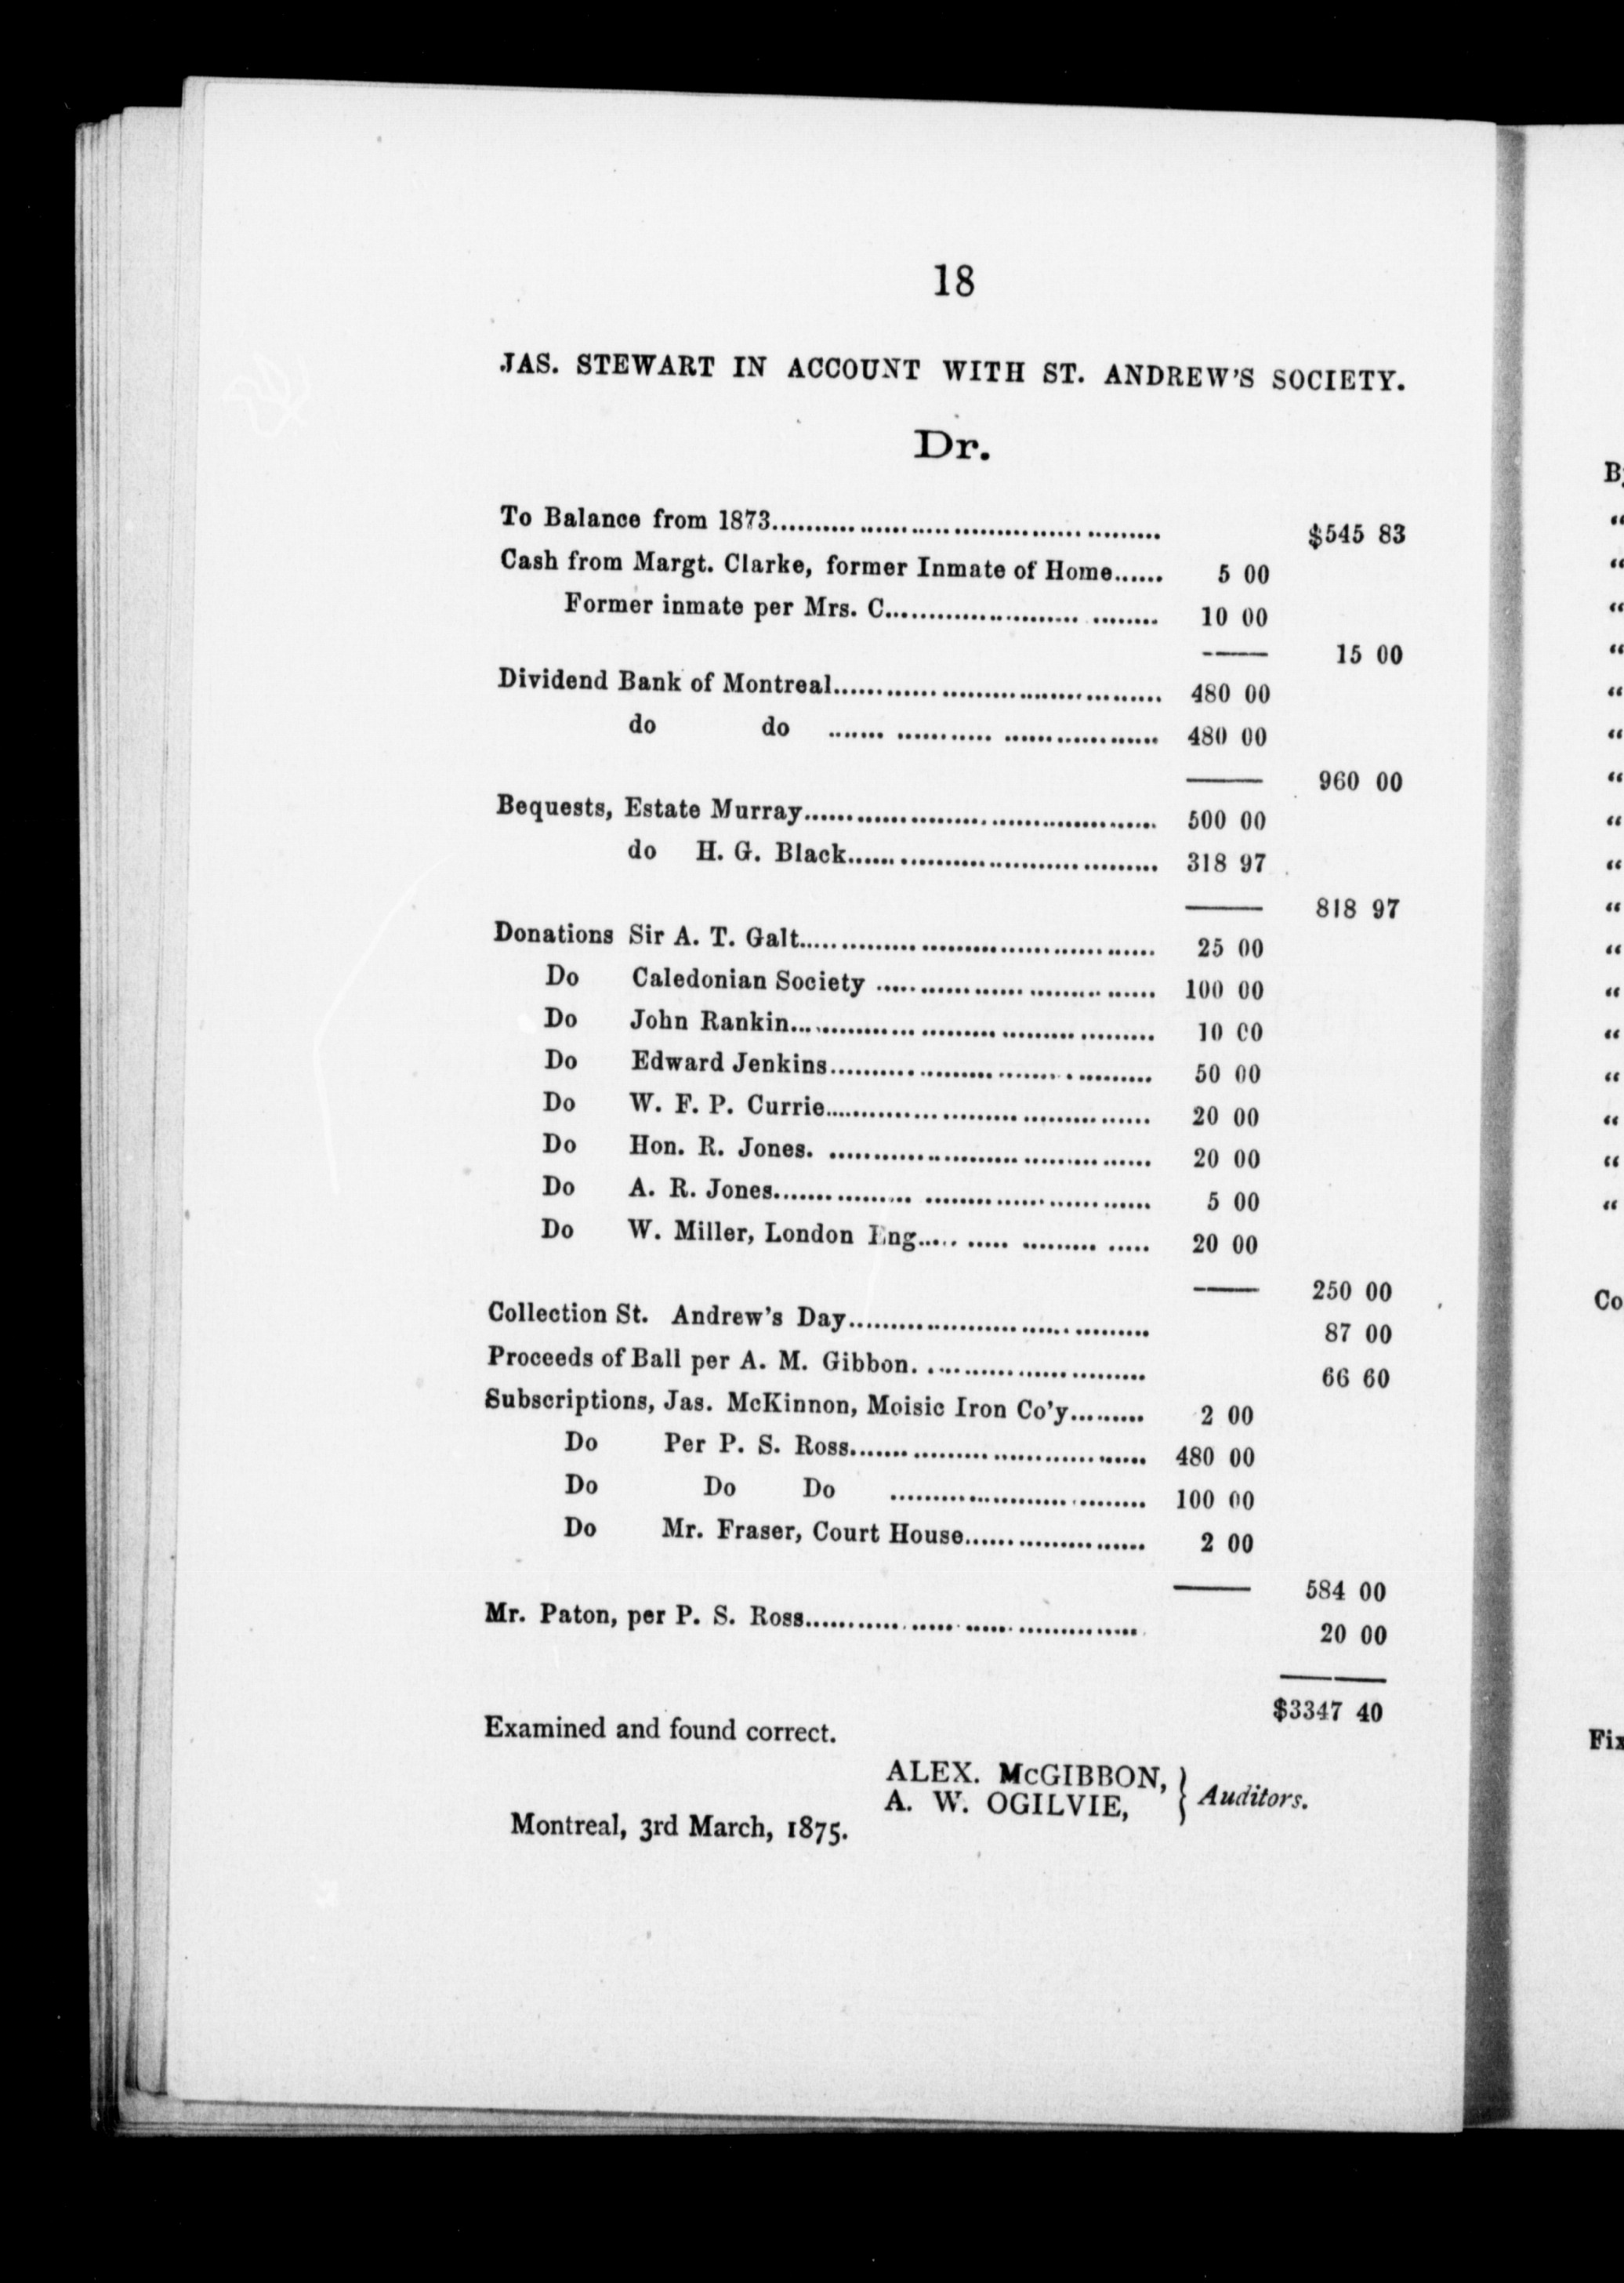 18
JAS. STEWART IN ACCOUNT WITH ST. ANDREW'S SOCIETY.
Dr.
To Balance from 1873........ $545 83
Cash from Margt. Clarke, former Inmate of Home...... 5 00
Former inmate per Mrs. C........ 10 00
15 00
Dividend Bank of Montreal........ 480 00
do do ........ 480 00
960 00
Bequests, Estate Murray........ 500 00
do H. G. Black........ 318 97
818 97
Donations Sir A. T. Galt........ 25 00
Do Caledonian Society ........ 100 00
Do John Rankin........ 10 00
Do Edward Jenkins........ 50 00
Do W. F. P. Currie........ 20 00
Do Hon. R. Jones. ........ 20 00
Do A. R. Jones........ 5 00
Do W. Miller, London Eng........ 20 00
250 00
Collection St. Andrew's Day........ 87 00
Proceeds of Ball per A. M. Gibbon. ........ 66 60
Subscriptions, Jas. McKinnon, Moisic Iron Co'y......... 2 00
Do Per P. S. Ross........ 480 00
Do Do Do ........ 100 00
Do Mr. Fraser, Court House........ 2 00
584 00
Mr. Paton, per P. S. Ross........ 20 00
$3347 40
Examined and found correct.
ALEX. McGIBBON, } Auditors.
A. W. OGILVIE,
Montreal, 3rd March, 1875.